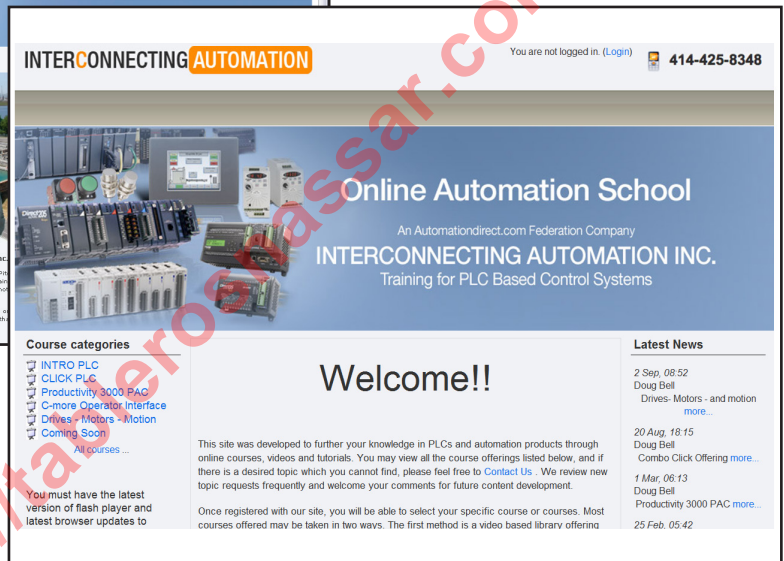 INTERCONNECTING AUTOMATION
You are not logged in. (Login)
414-425-8348
Online Automation School
An Automationdirect.com Federation Company
INTERCONNECTING AUTOMATION INC.
Training for PLC Based Control Systems
Course categories
INTRO PLC
CLICK PLC
Productivity 3000 PAC
C-more Operator Interface
Drives - Motors - Motion
Coming Soon
All courses ...
You must have the latest
version of flash player and
latest browser updates to
Welcome!!
This site was developed to further your knowledge in PLCs and automation products through
online courses, videos and tutorials. You may view all the course offerings listed below, and if
there is a desired topic which you cannot find, please feel free to Contact Us . We review new
topic requests frequently and welcome your comments for future content development.
Once registered with our site, you will be able to select your specific course or courses. Most
courses offered may be taken in two ways. The first method is a video based library offering
Latest News
2 Sep, 08:52
Doug Bell
Drives- Motors - and motion
more...
20 Aug, 18:15
Doug Bell
Combo Click Offering more...
1 Mar, 06:13
Doug Bell
Productivity 3000 PAC more...
25 Feb, 05:42